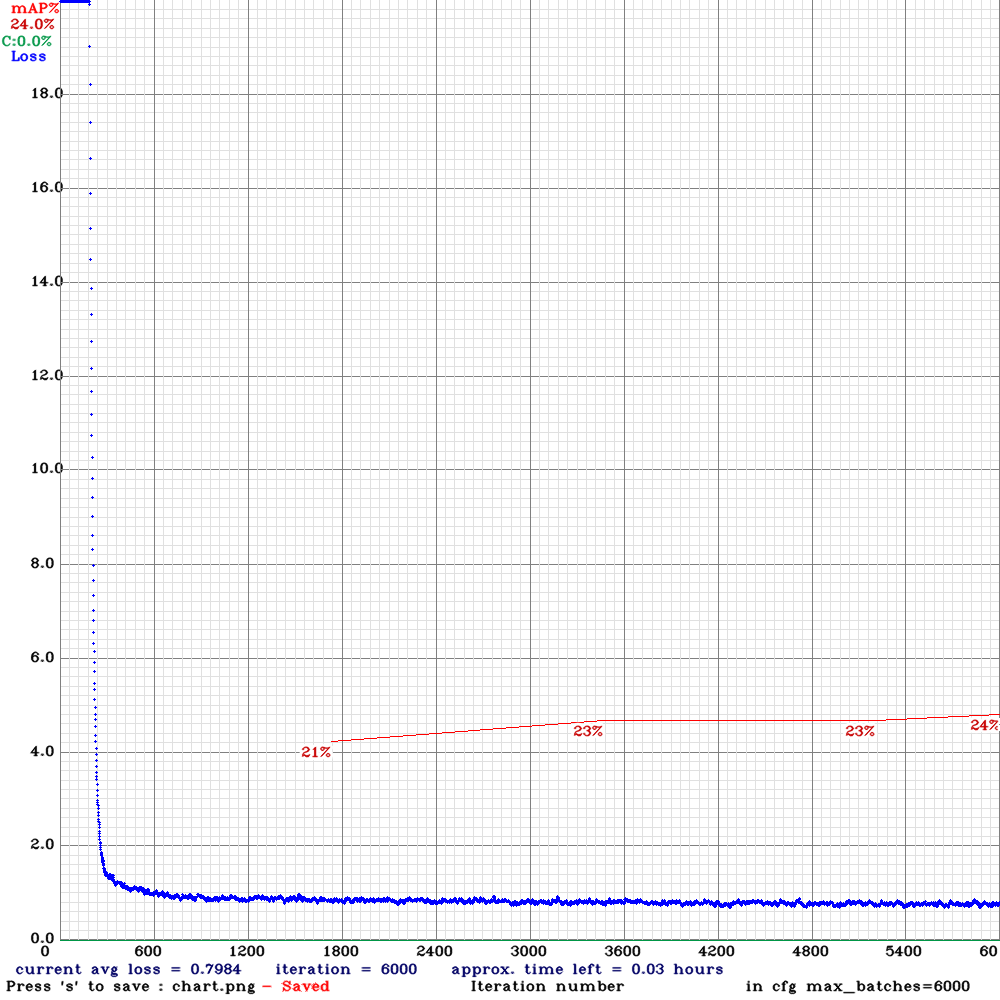 mAP%
24.0%
C:0.0%
Loss
18.0
16.0
14.0
12.0
10.0
8.0
6.0
4.0
21%
23%
23%
24%
2.0
0.0
0 600 1200 1800 2400 3000 3600 4200 4800 5400 60
current avg loss = 0.7984 iteration = 6000 approx. time left = 0.03 hours
Press 's' to save : chart.png - Saved Iteration number in cfg max_batches=6000